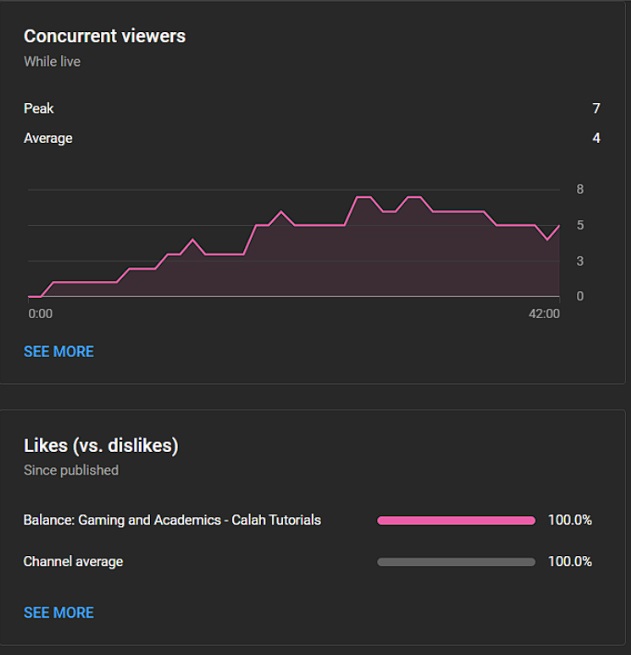 Concurrent viewers
While live
Peak 7
Average 4
8
5
3
0
0:00 42:00
SEE MORE
Likes (vs. dislikes)
Since published
Balance: Gaming and Academics - Calah Tutorials 100.0%
Channel average 100.0%
SEE MORE